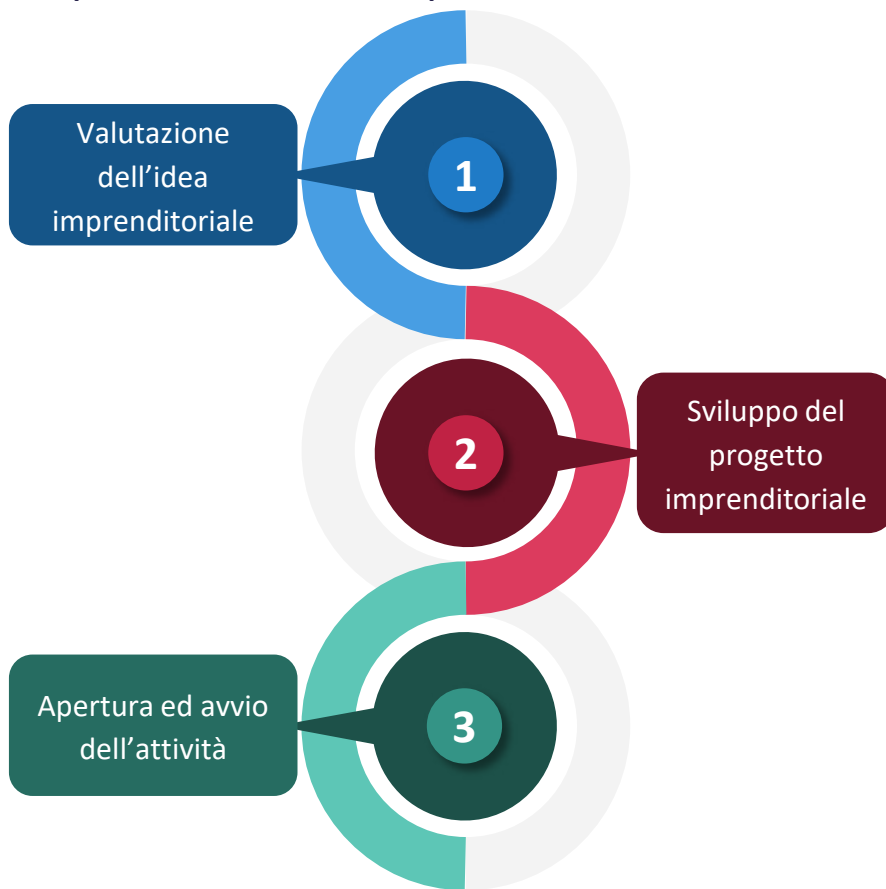 Valutazione
dell’idea
imprenditoriale
1
2
Sviluppo del
progetto
imprenditoriale
Apertura ed avvio
dell’attività
3